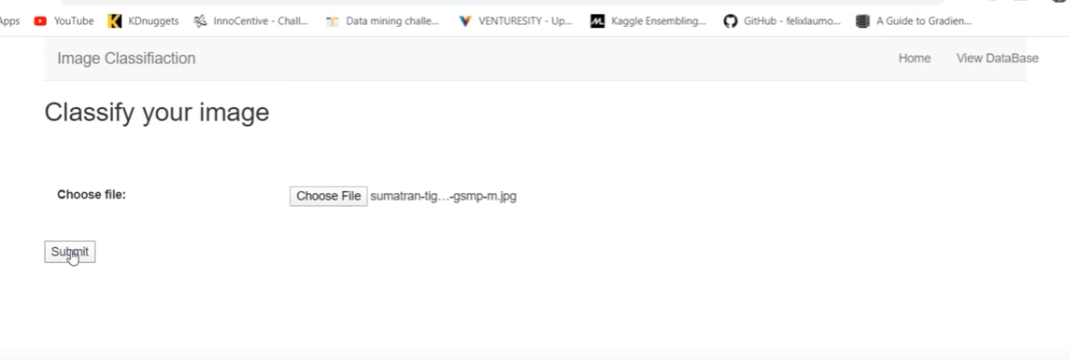 Apps YouTube KDnuggets InnoCentive - Chall... Data mining challe... VENTURESITY - Up... Kaggle Ensembling... GitHub - felixlaumo... A Guide to Gradien...
Image Classifiaction Home View DataBase
Classify your image
Choose file: Choose File sumatran-tig...-gsmp-m.jpg
Submit